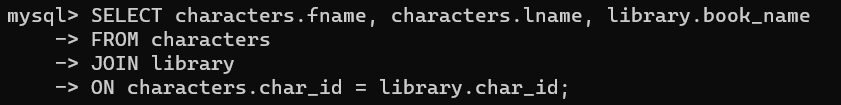 mysql> SELECT characters.fname, characters.lname, library.book_name
    -> FROM characters
    -> JOIN library
    -> ON characters.char_id = library.char_id;